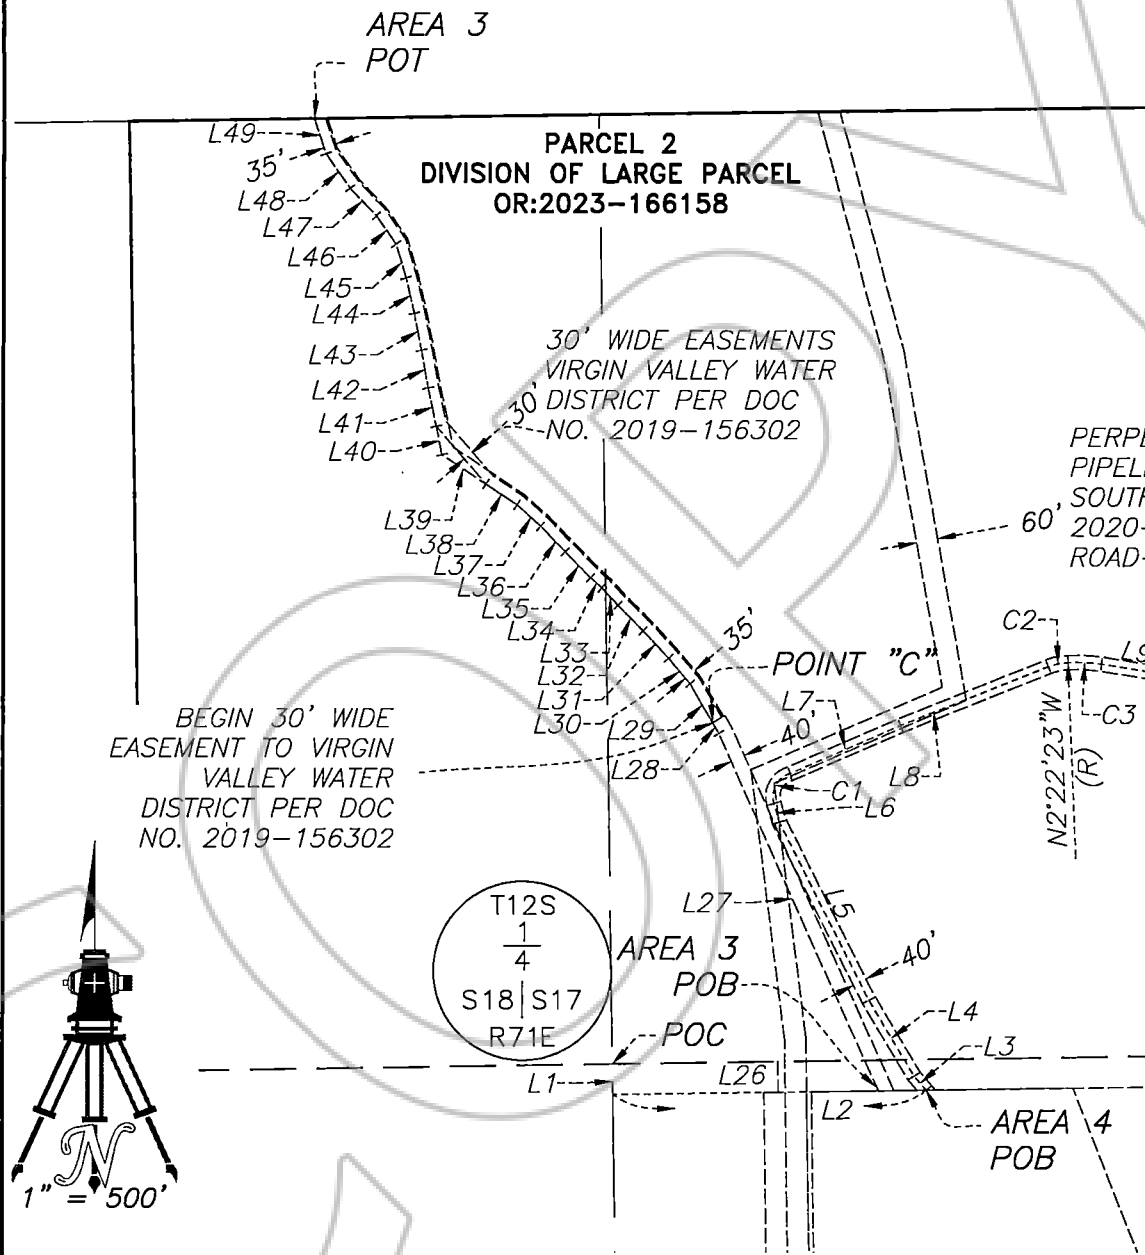 AREA 3
POT
L49
35'
L48
L47
L46
L45
L44
L43
L42
L41
L40
L39
L38
L37
L36
L35
L34
L33
L32
L31
L30
L29
L28
PARCEL 2
DIVISION OF LARGE PARCEL
OR:2023-166158
30' WIDE EASEMENTS
VIRGIN VALLEY WATER
DISTRICT PER DOC
NO. 2019-156302
30'
PERPE
PIPELI
SOUTH
2020-
ROAD-
60'
35'
POINT "C"
C2
L9
C3
N2°22'23"W
(R)
L7
40'
L8
C1
L6
BEGIN 30' WIDE
EASEMENT TO VIRGIN
VALLEY WATER
DISTRICT PER DOC
NO. 2019-156302
L27
L5
40'
T12S
1
4
S18 S17
R71E
AREA 3
POB
POC
L4
L3
L1
L26
L2
AREA 4
POB
N
1" = 500'
COPY